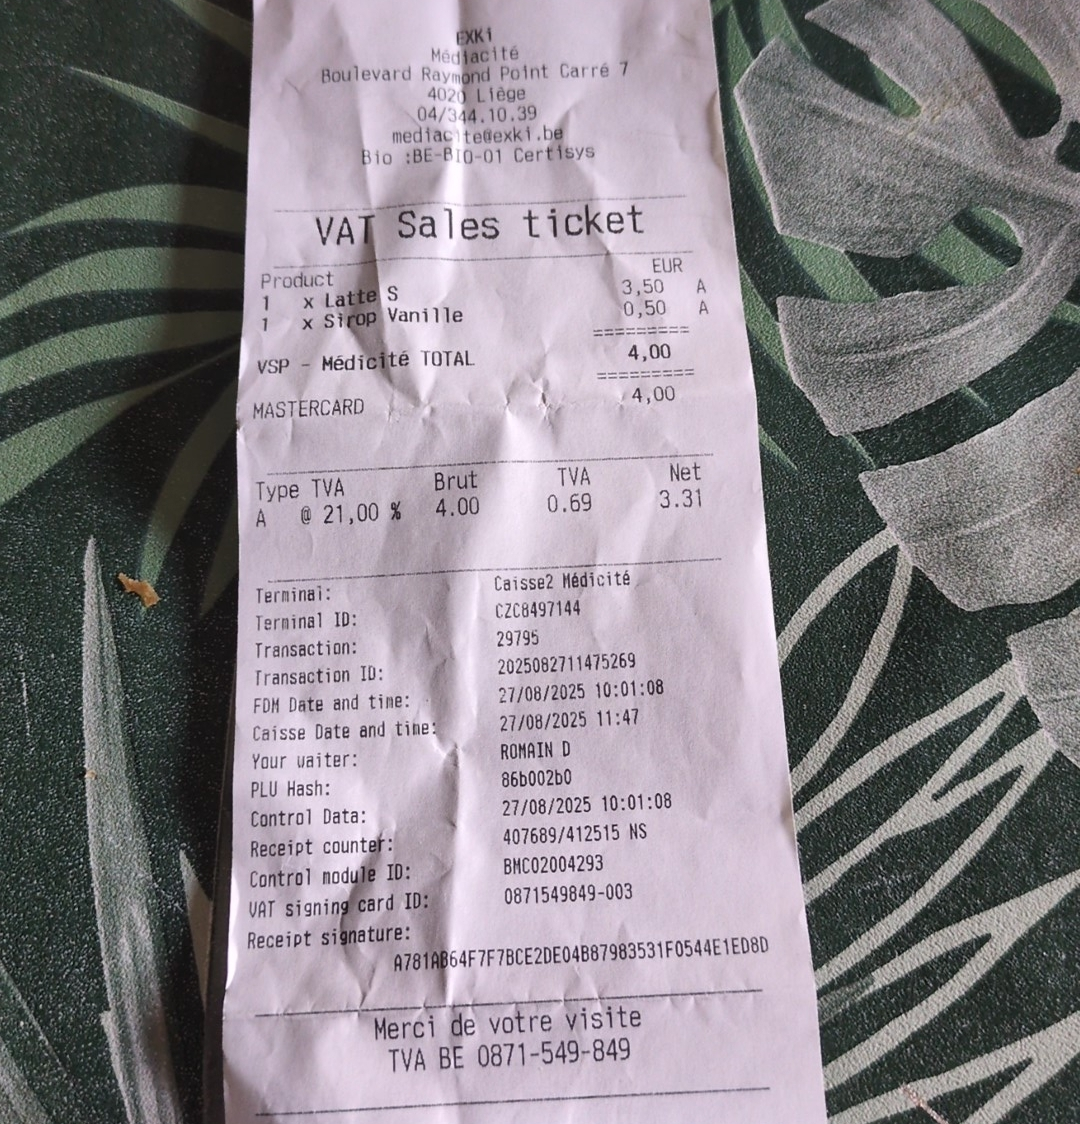 EXKi
Médiacité
Boulevard Raymond Point Carré 7
4020 Liège
04/344.10.39
mediacite@exki.be
Bio :BE-BIO-01 Certisys
VAT Sales ticket
Product EUR
1 x Latte S 3,50 A
1 x Sirop Vanille 0,50 A
=========
VSP - Médicité TOTAL 4,00
=========
MASTERCARD 4,00
Type TVA Brut TVA Net
A @ 21,00 % 4.00 0.69 3.31
Terminal: Caisse2 Médicité
Terminal ID: CZC8497144
Transaction: 29795
Transaction ID: 2025082711475269
FDM Date and time: 27/08/2025 10:01:08
Caisse Date and time: 27/08/2025 11:47
Your waiter: ROMAIN D
PLU Hash: 86b002b0
Control Data: 27/08/2025 10:01:08
Receipt counter: 407689/412515 NS
Control module ID: BMC02004293
VAT signing card ID: 0871549849-003
Receipt signature:
A781AB64F7F7BCE2DE04B87983531F0544E1ED8D
Merci de votre visite
TVA BE 0871-549-849